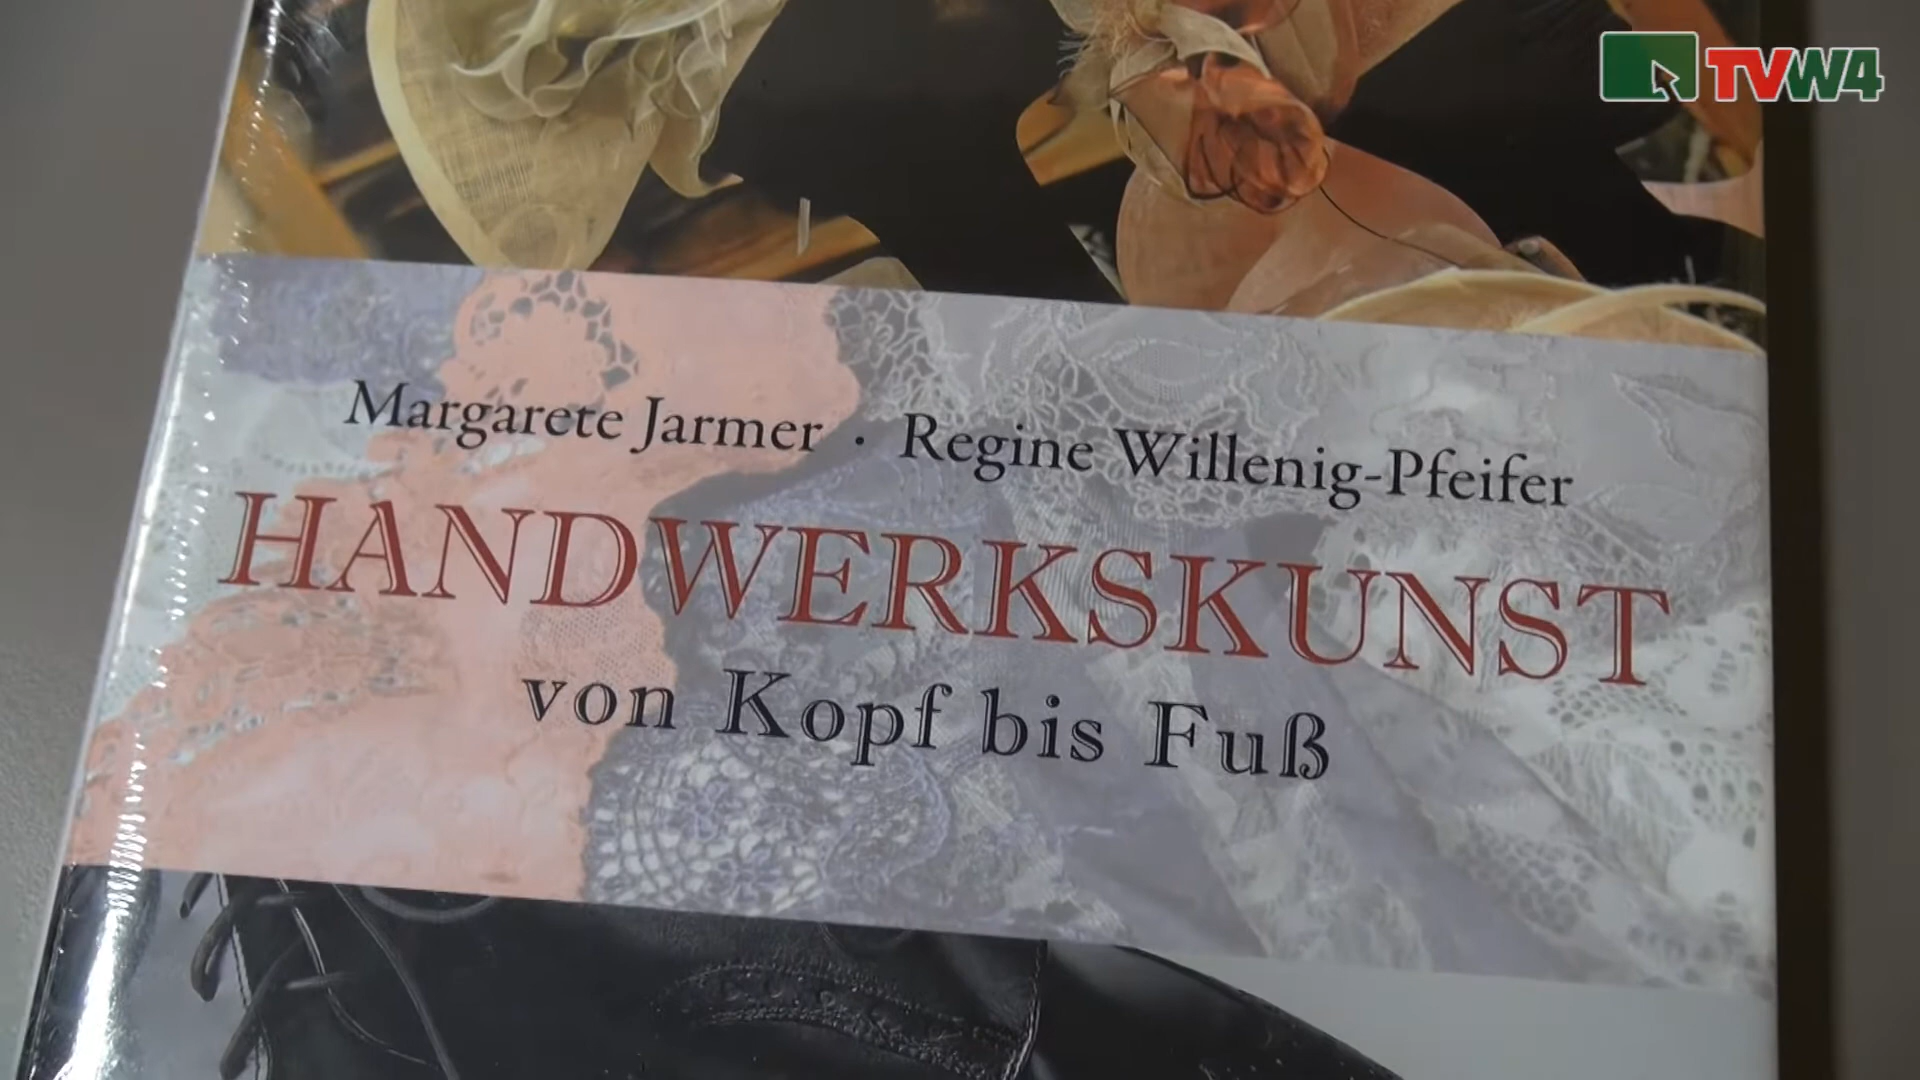 TVW4
Margarete Jarmer · Regine Willenig-Pfeifer
HANDWERKSKUNST
von Kopf bis Fuß